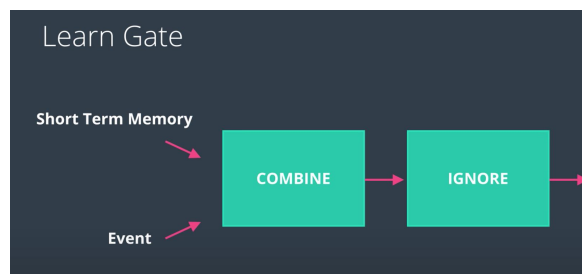 Learn Gate
Short Term Memory
COMBINE
IGNORE
Event